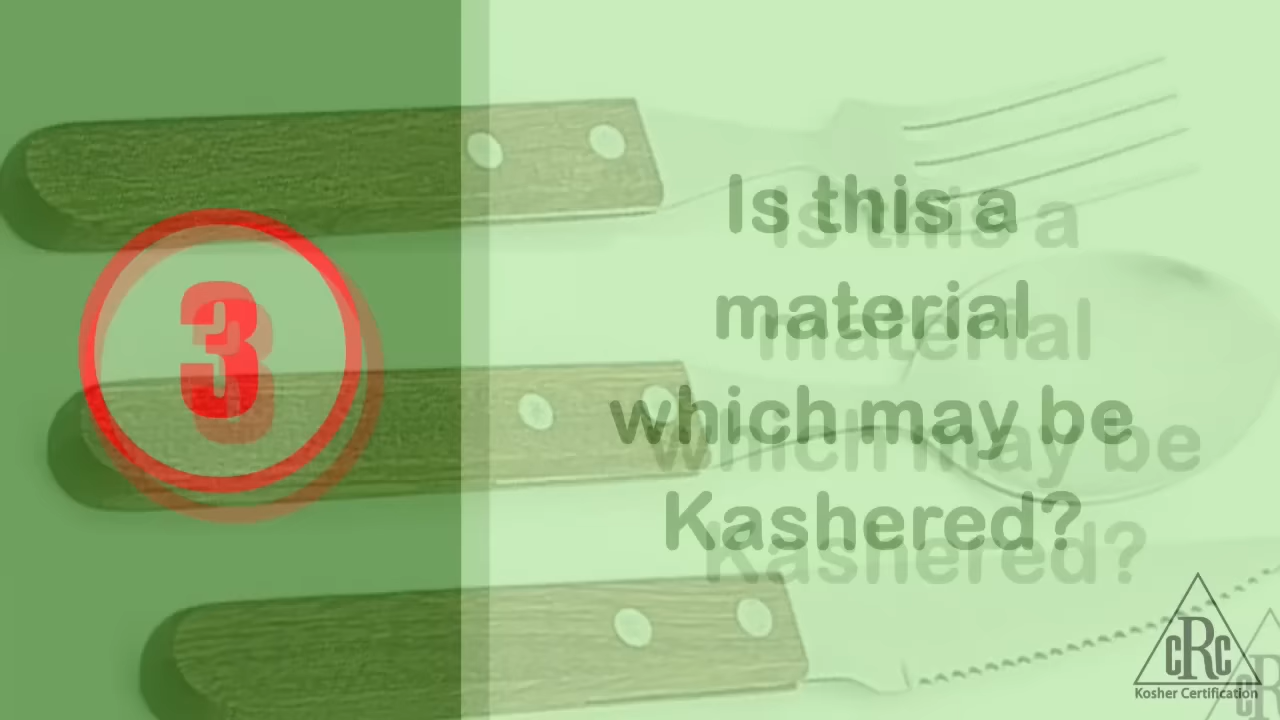 3
Is this a
material
which may be
Kashered?
cRc
Kosher Certification